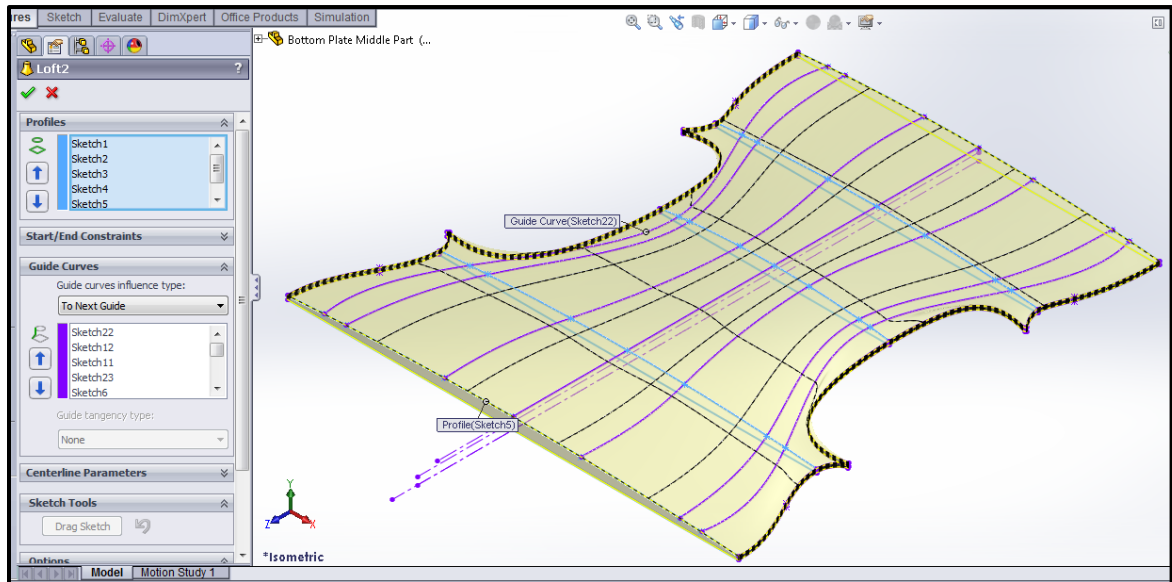 res Sketch Evaluate DimXpert Office Products Simulation
Bottom Plate Middle Part (...
Loft2 ?
Profiles
Sketch1
Sketch2
Sketch3
Sketch4
Sketch5
Start/End Constraints
Guide Curves
Guide curves influence type:
To Next Guide
Sketch22
Sketch12
Sketch11
Sketch23
Sketch6
Guide tangency type:
None
Centerline Parameters
Sketch Tools
Drag Sketch
Options
Guide Curve(Sketch22)
Profile(Sketch5)
Y
Z X
*Isometric
Model Motion Study 1